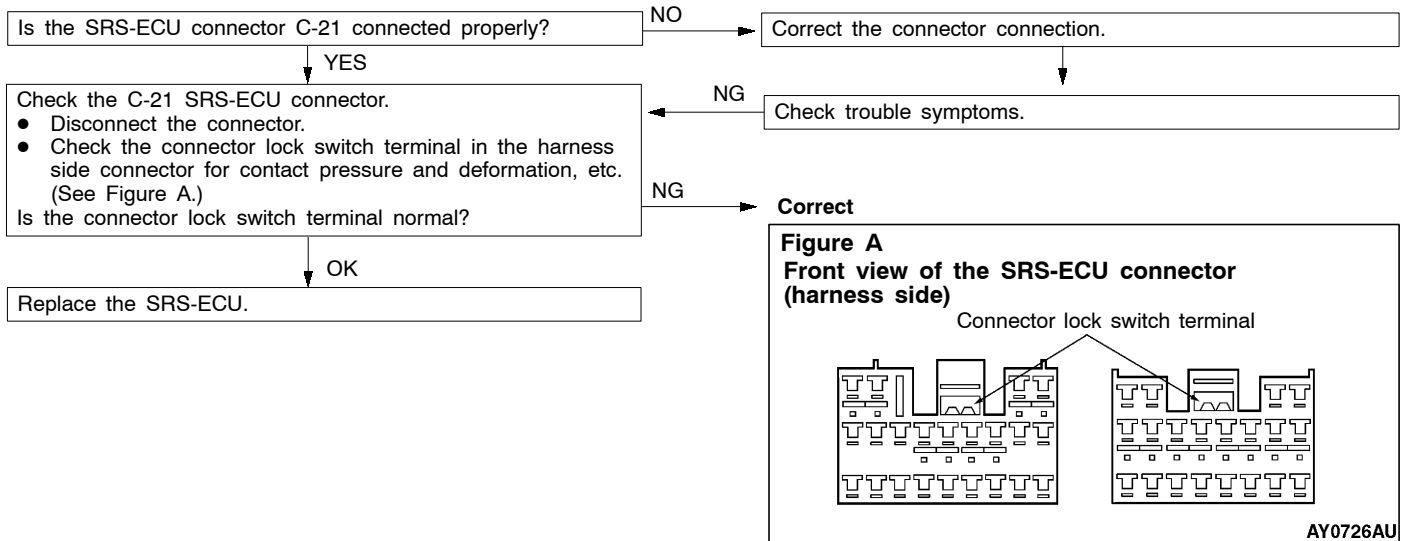 Is the SRS-ECU connector C-21 connected properly?
NO
Correct the connector connection.
YES
Check the C-21 SRS-ECU connector.
● Disconnect the connector.
● Check the connector lock switch terminal in the harness
side connector for contact pressure and deformation, etc.
(See Figure A.)
Is the connector lock switch terminal normal?
NG
Check trouble symptoms.
NG
Correct
OK
Replace the SRS-ECU.
Figure A
Front view of the SRS-ECU connector
(harness side)
Connector lock switch terminal
AY0726AU